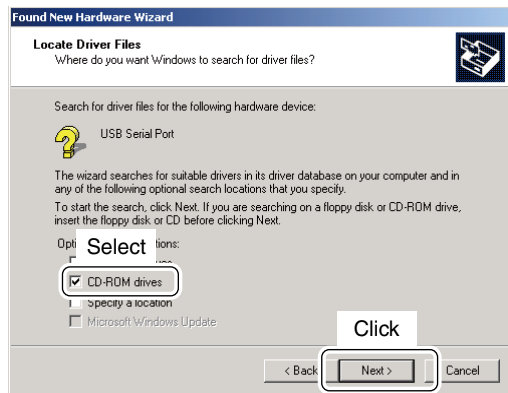 Found New Hardware Wizard
Locate Driver Files
Where do you want Windows to search for driver files?
Search for driver files for the following hardware device:
USB Serial Port
The wizard searches for suitable drivers in its driver database on your computer and in
any of the following optional search locations that you specify.
To start the search, click Next. If you are searching on a floppy disk or CD-ROM drive,
insert the floppy disk or CD before clicking Next.
Select
CD-ROM drives
Specify a location
Microsoft Windows Update
Click
< Back
Next >
Cancel